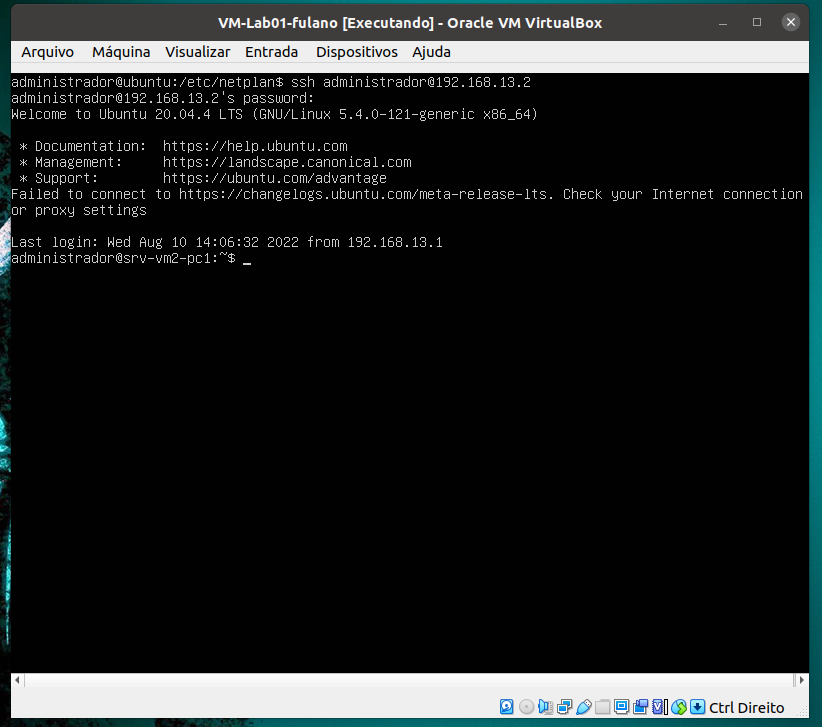 VM-Lab01-fulano [Executando] - Oracle VM VirtualBox
Arquivo Máquina Visualizar Entrada Dispositivos Ajuda
administrador@ubuntu:/etc/netplan$ ssh administrador@192.168.13.2
administrador@192.168.13.2's password:
Welcome to Ubuntu 20.04.4 LTS (GNU/Linux 5.4.0-121-generic x86_64)
* Documentation: https://help.ubuntu.com
* Management: https://landscape.canonical.com
* Support: https://ubuntu.com/advantage
Failed to connect to https://changelogs.ubuntu.com/meta-release-lts. Check your Internet connection
or proxy settings
Last login: Wed Aug 10 14:06:32 2022 from 192.168.13.1
administrador@srv-vm2-pc1:~$ _
Ctrl Direito